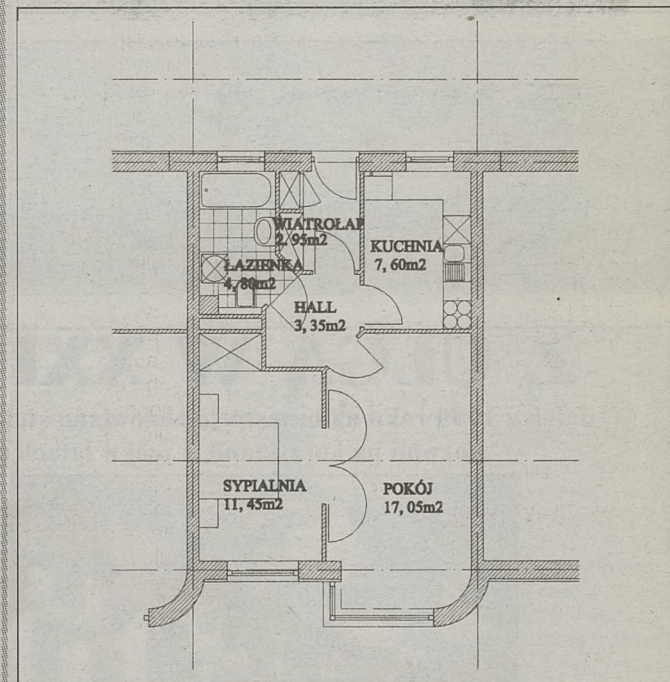 WIATROŁAP
2, 95m2
KUCHNIA
7, 60m2
ŁAZIENKA
4, 80m2
HALL
3, 35m2
SYPIALNIA
11, 45m2
POKÓJ
17, 05m2